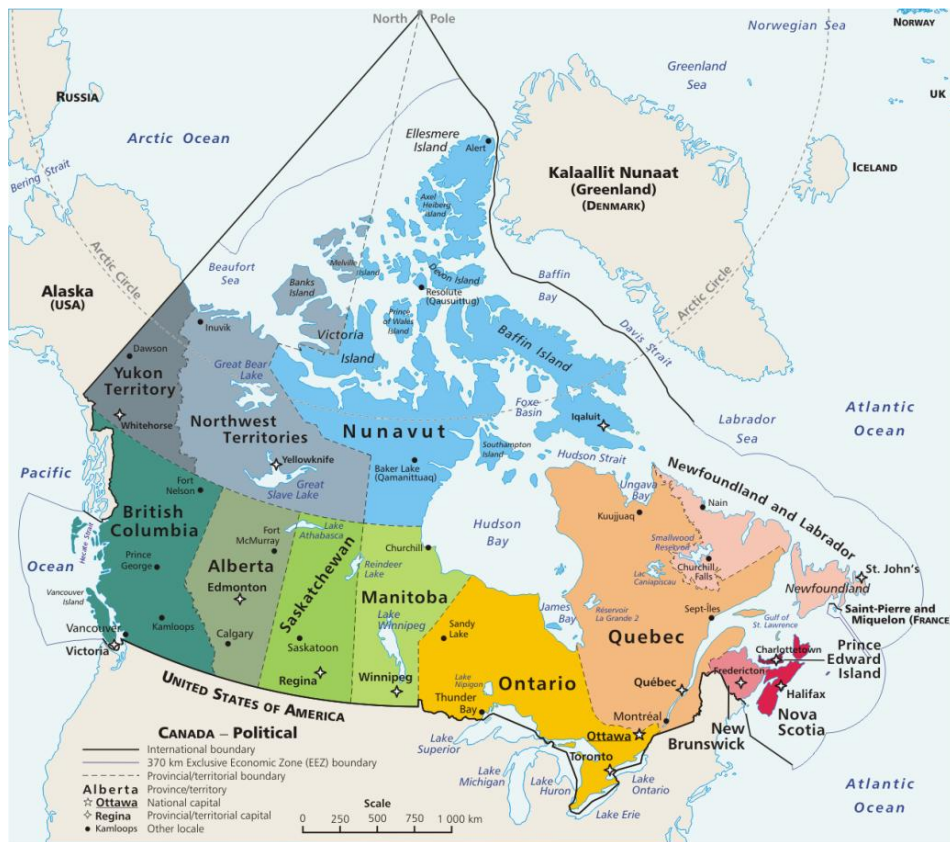 North Pole
Norwegian Sea
NORWAY
Greenland
Sea
UK
RUSSIA
Arctic Ocean
Ellesmere
Island
Alert
Bering Strait
Kalaallit Nunaat
(Greenland)
(DENMARK)
ICELAND
Axel
Heiberg
Island
Arctic Circle
Beaufort
Sea
Melville
Island
Devon Island
Baffin
Bay
Arctic Circle
Alaska
(USA)
Banks
Island
Resolute
(Qausuittuq)
Prince
of Wales
Island
Davis Strait
Inuvik
Victoria
Island
Baffin Island
Dawson
Great Bear
Lake
Yukon
Territory
Foxe
Basin
Iqaluit
Labrador
Sea
Atlantic
Ocean
Whitehorse
Northwest
Territories
Nunavut
Southampton
Island
Hudson Strait
Yellowknife
Baker Lake
(Qamanittuaq)
Pacific
Ocean
Great
Slave Lake
Fort
Nelson
Ungava
Bay
Newfoundland and Labrador
Nain
Kuujjuaq
British
Columbia
Lake
Athabasca
Hudson
Bay
Smallwood
Reservoir
Hecate Strait
Fort
McMurray
Churchill
Reindeer
Lake
Churchill
Falls
St. John's
Prince
George
Alberta
Edmonton
Saskatchewan
Manitoba
Lac
Caniapiscau
Newfoundland
Vancouver
Island
James
Bay
Réservoir
La Grande 2
Sept-Îles
Saint-Pierre and
Miquelon (FRANCE)
Vancouver
Victoria
Kamloops
Calgary
Saskatoon
Lake
Winnipeg
Sandy
Lake
Quebec
Gulf of
St. Lawrence
Charlottetown
Prince
Edward
Island
Regina
Winnipeg
Ontario
Lake
Nipigon
Québec
Fredericton
Halifax
UNITED STATES OF AMERICA
Thunder
Bay
Montréal
New
Brunswick
Nova
Scotia
Ottawa
Lake
Superior
Toronto
Lake
Michigan
Lake
Huron
Lake
Ontario
Lake Erie
Atlantic
Ocean
CANADA – Political
International boundary
370 km Exclusive Economic Zone (EEZ) boundary
Provincial/territorial boundary
Alberta Province/territory
Ottawa National capital
Regina Provincial/territorial capital
Kamloops Other locale
Scale
0 250 500 750 1 000 km